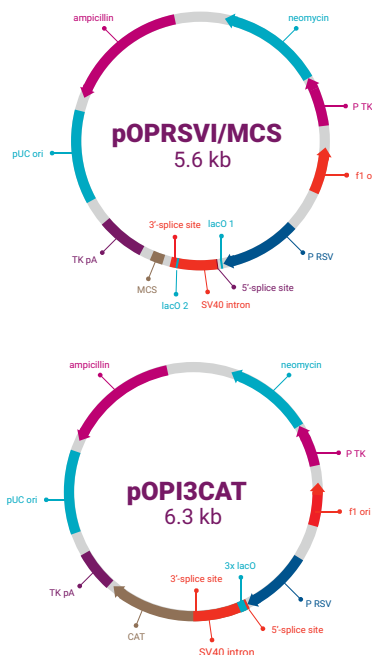 ampicillin
neomycin
P TK
pOPRSVI/MCS
5.6 kb
pUC ori
f1 o
3'-splice site
lacO 1
P RSV
TK pA
MCS
lacO 2
SV40 intron
5'-splice site
ampicillin
neomycin
P TK
pOPI3CAT
6.3 kb
pUC ori
f1 ori
3x lacO
3'-splice site
TK pA
P RSV
CAT
5'-splice site
SV40 intron